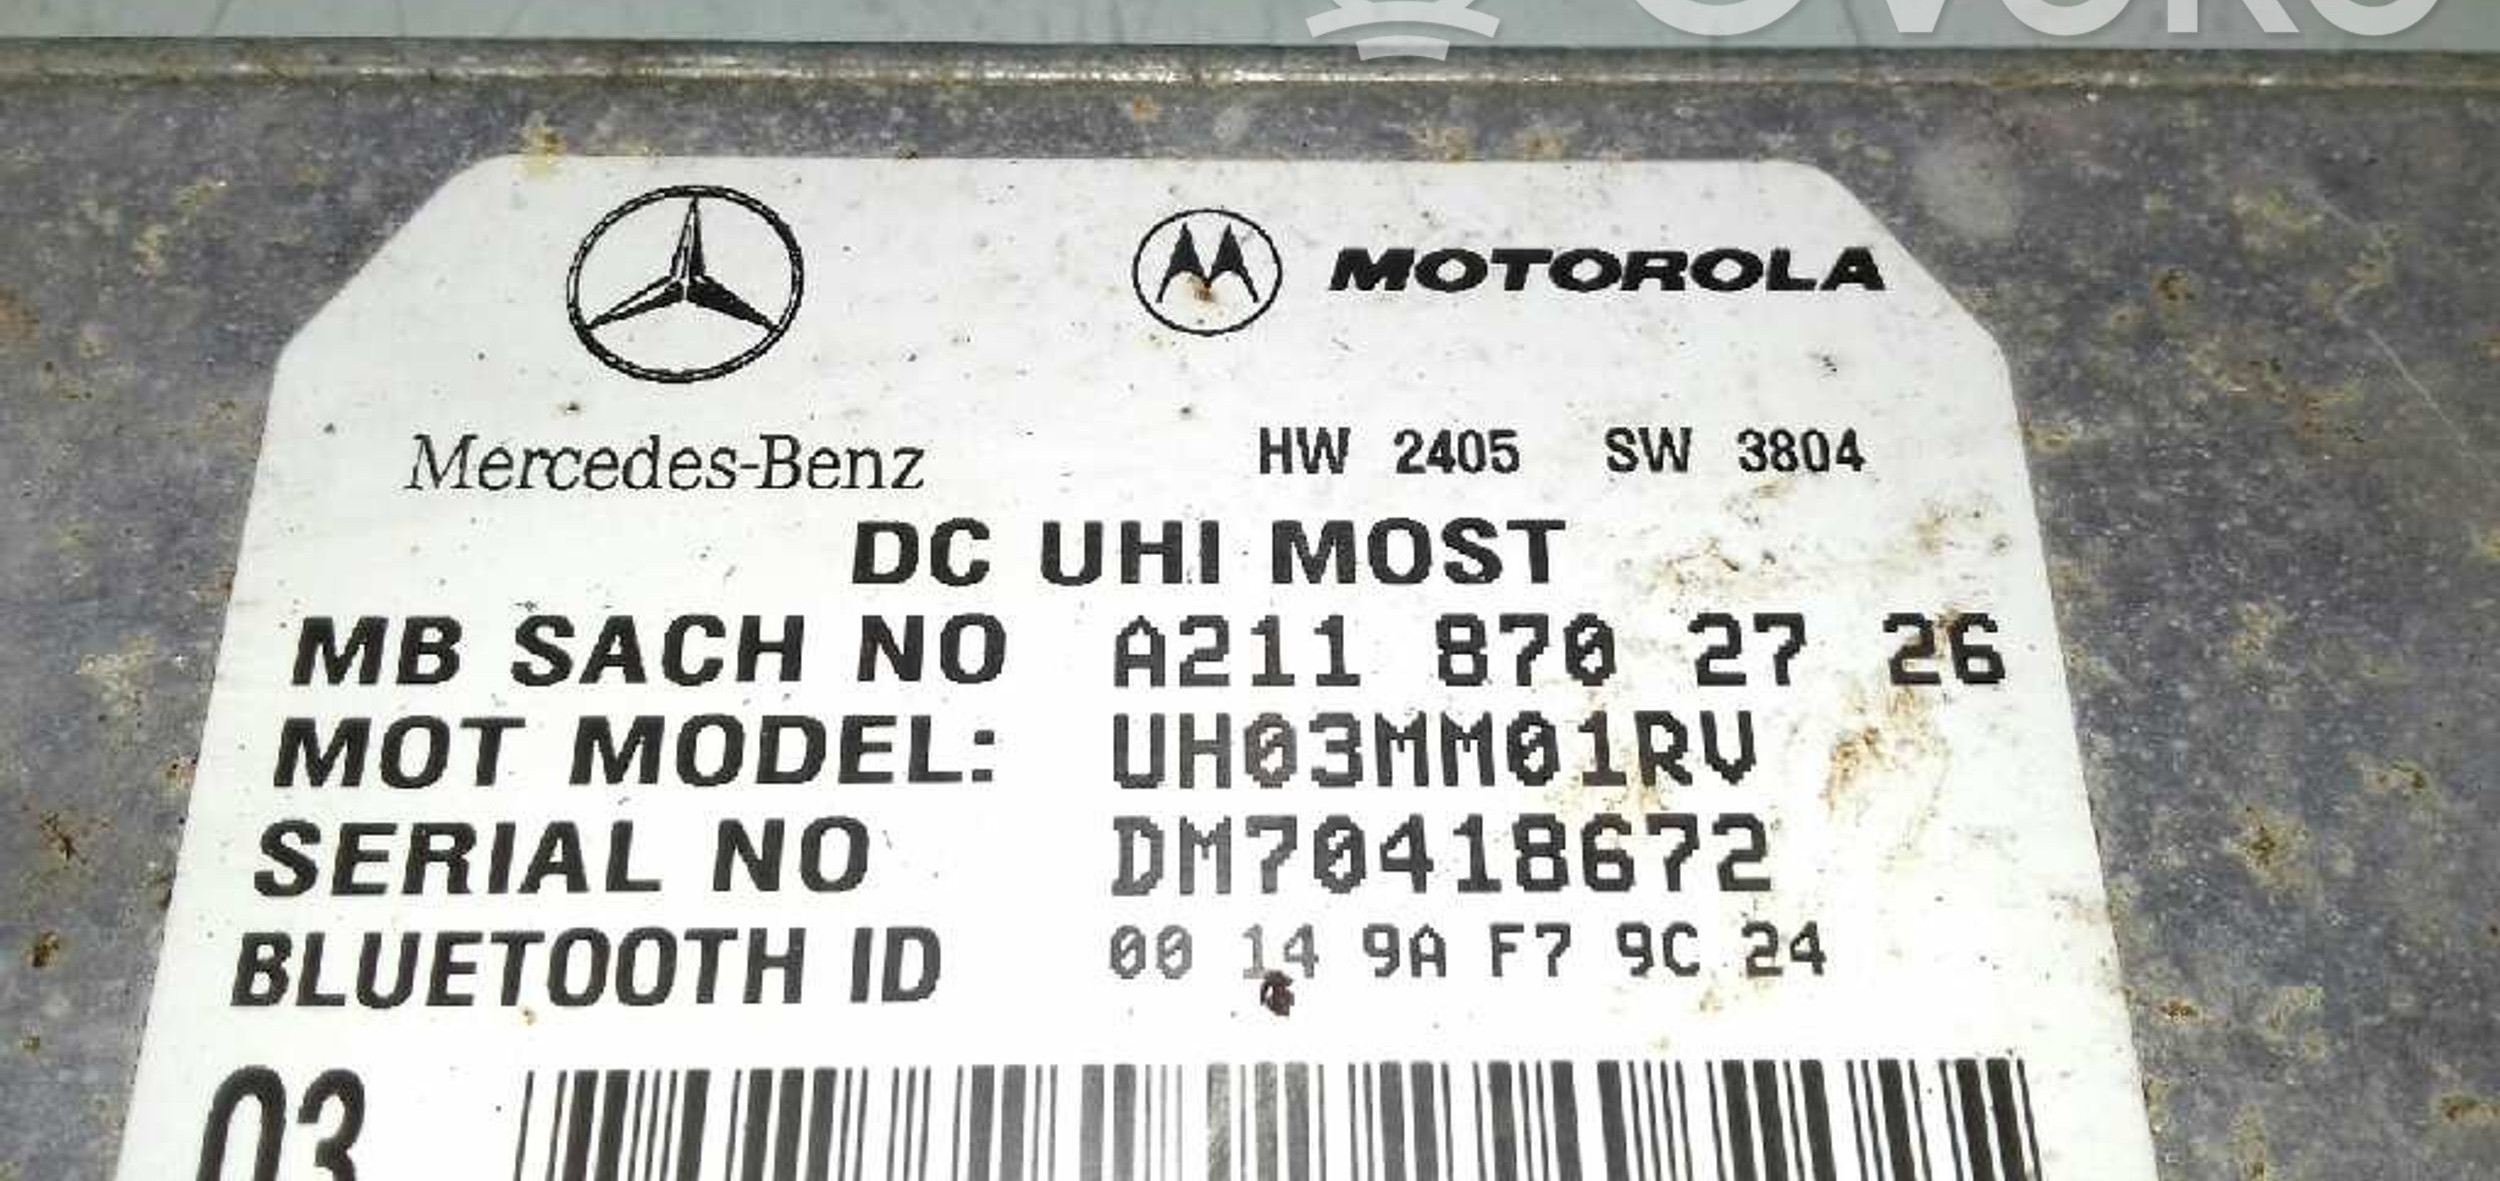 OVOKO
MOTOROLA
Mercedes-Benz HW 2405 SW 3804
DC UHI MOST
MB SACH NO A211 870 27 26
MOT MODEL: UH03MM01RV
SERIAL NO DM70418672
BLUETOOTH ID 00 14 9A F7 9C 24
03